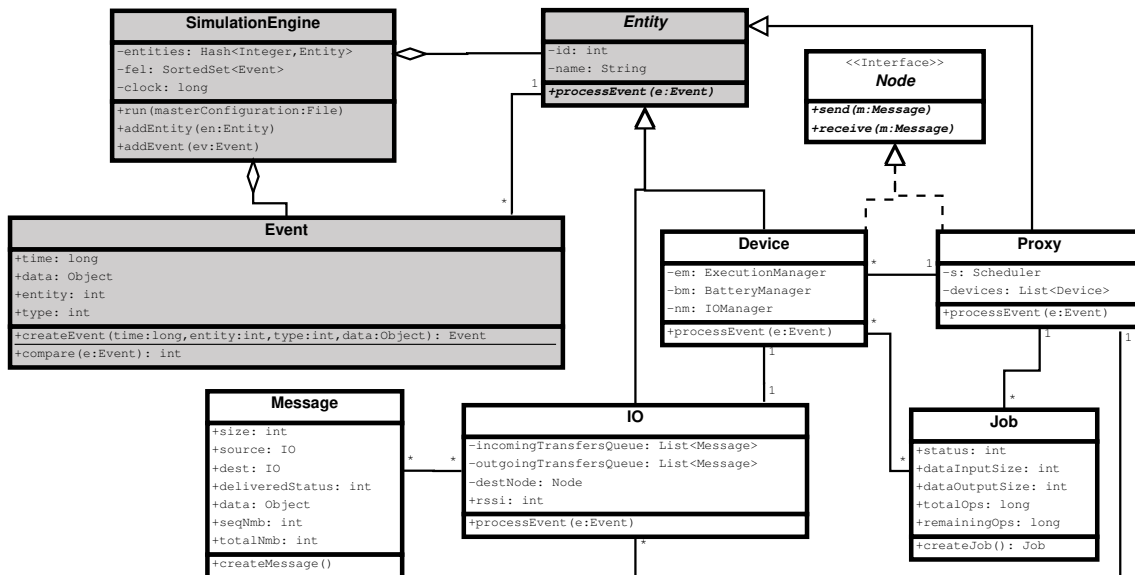 SimulationEngine
-entities: Hash<Integer,Entity>
-fel: SortedSet<Event>
-clock: long
+run(masterConfiguration:File)
+addEntity(en:Entity)
+addEvent(ev:Event)
Entity
-id: int
-name: String
+processEvent(e:Event)
<<Interface>>
Node
+send(m:Message)
+receive(m:Message)
1
*
Event
+time: long
+data: Object
+entity: int
+type: int
+createEvent(time:long,entity:int,type:int,data:Object): Event
+compare(e:Event): int
Device
-em: ExecutionManager
-bm: BatteryManager
-nm: IOManager
+processEvent(e:Event)
*
1
*
1
1
Proxy
-s: Scheduler
-devices: List<Device>
+processEvent(e:Event)
1
1
*
*
Message
+size: int
+source: IO
+dest: IO
+deliveredStatus: int
+data: Object
+seqNmb: int
+totalNmb: int
+createMessage()
*
*
IO
-incomingTransfersQueue: List<Message>
-outgoingTransfersQueue: List<Message>
-destNode: Node
+rssi: int
+processEvent(e:Event)
*
Job
+status: int
+dataInputSize: int
+dataOutputSize: int
+totalOps: long
+remainingOps: long
+createJob(): Job